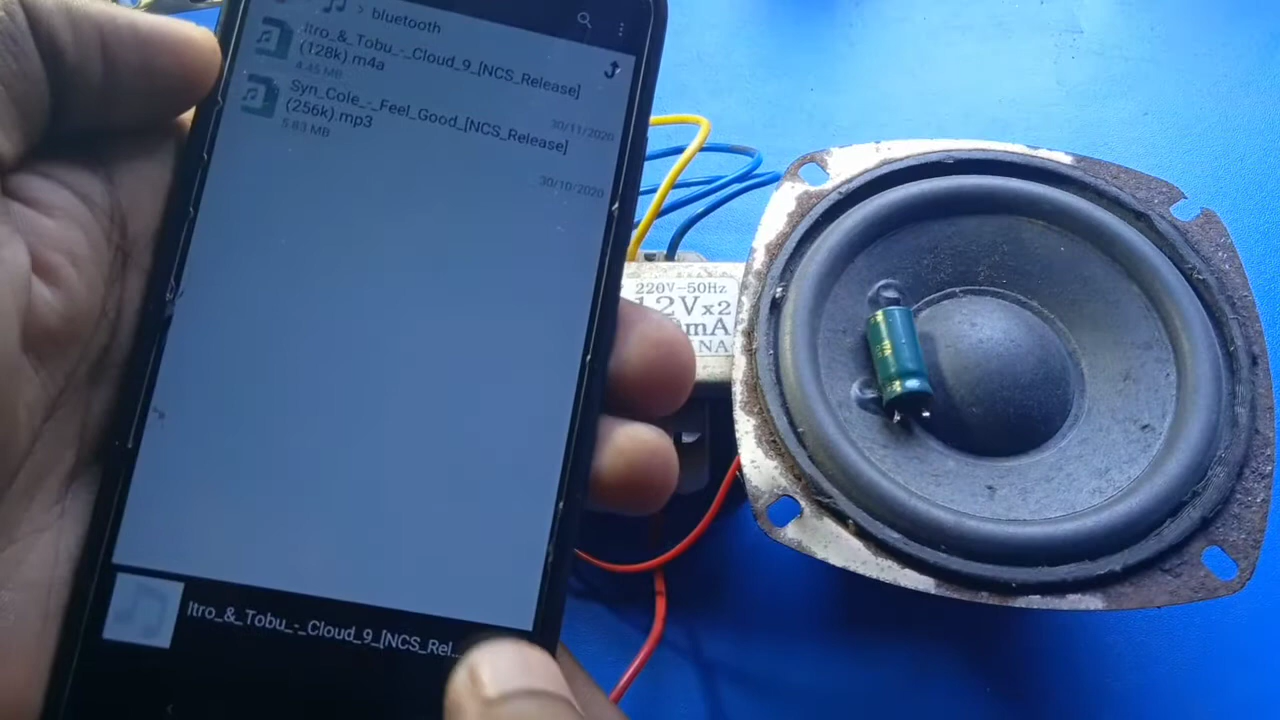 bluetooth
Itro_&_Tobu_-_Cloud_9_[NCS_Release]
(128k) m4a
4.45 MB
30/11/2020
Syn_Cole_-_Feel_Good_[NCS_Release]
(256k).mp3
5.83 MB
30/10/2020
Itro_&_Tobu_-_Cloud_9_[NCS_Rel...
220V-50Hz
12V x2
mA